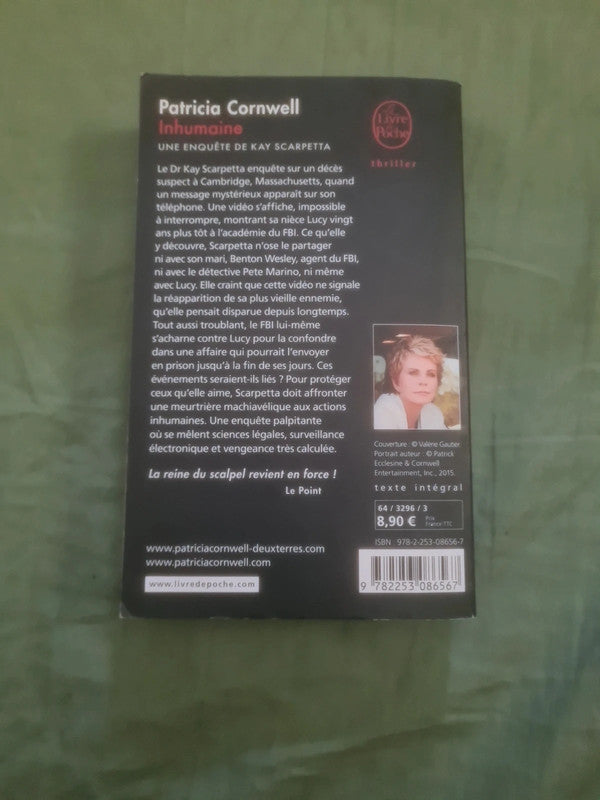 Patricia Cornwell
Inhumaine
UNE ENQUÊTE DE KAY SCARPETTA
Le Dr Kay Scarpetta enquête sur un décès
suspect à Cambridge, Massachusetts, quand
un message mystérieux apparaît sur son
téléphone. Une vidéo s'affiche, impossible
à interrompre, montrant sa nièce Lucy vingt
ans plus tôt à l'académie du FBI. Ce qu'elle
y découvre, Scarpetta n'ose le partager
ni avec son mari, Benton Wesley, agent du FBI,
ni avec le détective Pete Marino, ni même
avec Lucy. Elle craint que cette vidéo ne signale
la réapparition de sa plus vieille ennemie,
qu'elle pensait disparue depuis longtemps.
Tout aussi troublant, le FBI lui-même
s'acharne contre Lucy pour la confondre
dans une affaire qui pourrait l'envoyer
en prison jusqu'à la fin de ses jours. Ces
événements seraient-ils liés ? Pour protéger
ceux qu'elle aime, Scarpetta doit affronter
une meurtrière machiavélique aux actions
inhumaines. Une enquête palpitante
où se mêlent sciences légales, surveillance
électronique et vengeance très calculée.
La reine du scalpel revient en force !
Le Point
www.patriciacornwell-deuxterres.com
www.patriciacornwell.com
www.livredepoche.com
Le
Livre
de
Poche
thriller
Couverture : © Valérie Gautier
Portrait auteur : © Patrick
Ecclesine & Cornwell
Entertainment, Inc., 2015.
texte intégral
64 / 3296 / 3
8,90 €
Prix
France TTC
ISBN : 978-2-253-08656-7
9 782253 086567